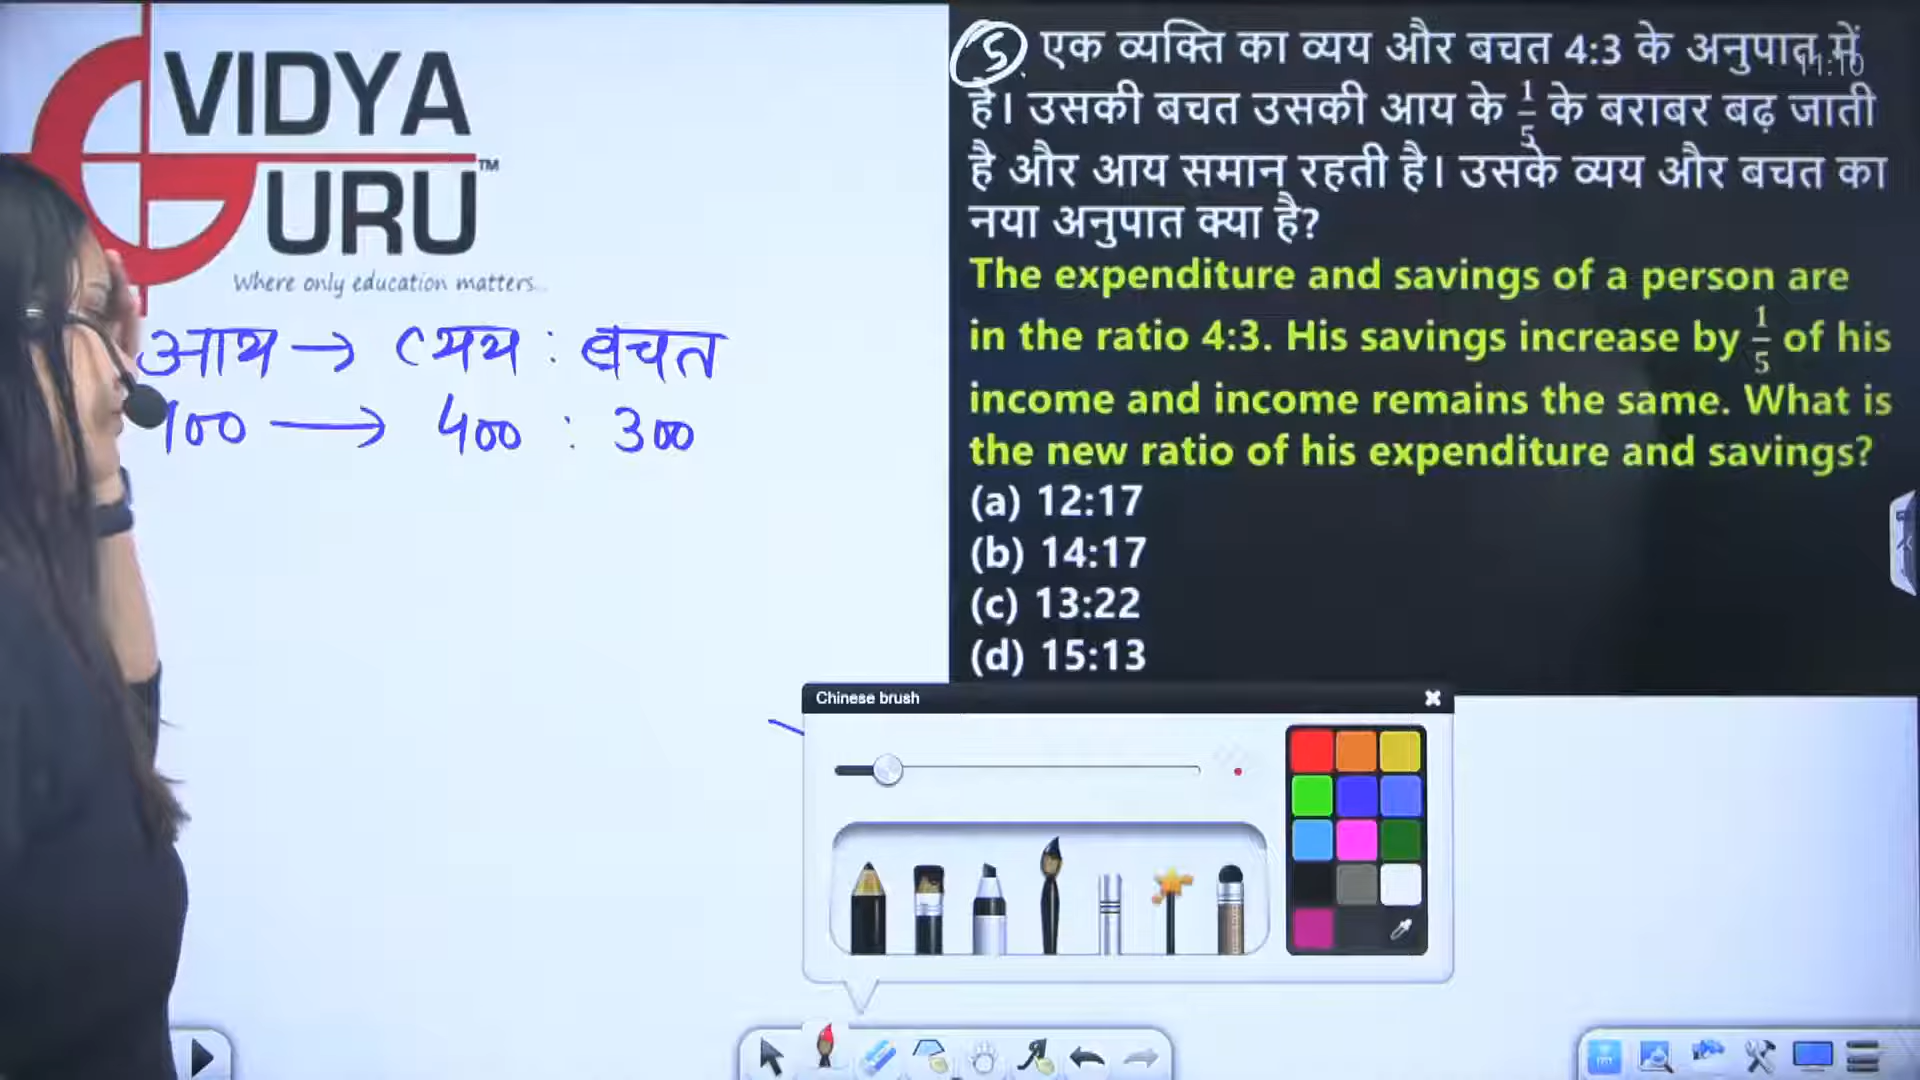 VIDYA
GURU™
Where only education matters...
आय → व्यय : बचत
700 → 400 : 300
5. एक व्यक्ति का व्यय और बचत 4:3 के अनुपात में
11:10
है। उसकी बचत उसकी आय के 1/5 के बराबर बढ़ जाती
है और आय समान रहती है। उसके व्यय और बचत का
नया अनुपात क्या है?
The expenditure and savings of a person are
in the ratio 4:3. His savings increase by 1/5 of his
income and income remains the same. What is
the new ratio of his expenditure and savings?
(a) 12:17
(b) 14:17
(c) 13:22
(d) 15:13
Chinese brush